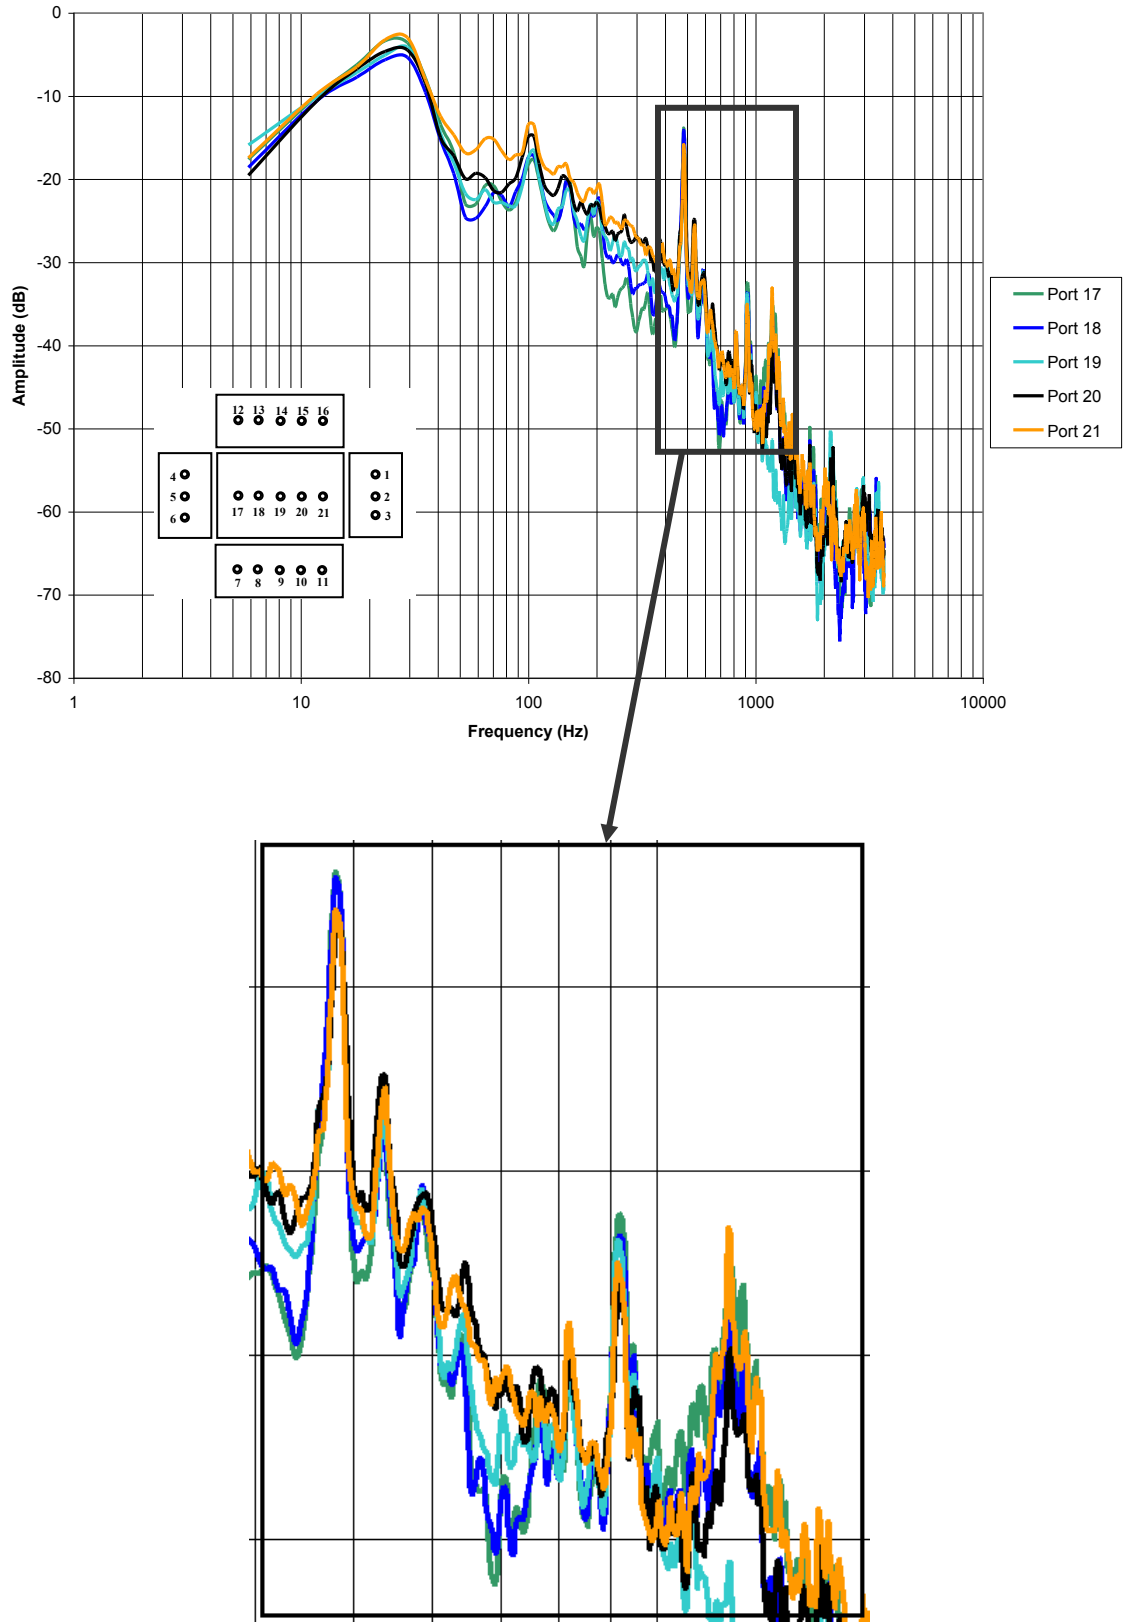 0
-10
-20
-30
-40
-50
-60
-70
-80
Amplitude (dB)
1 10 100 1000 10000
Frequency (Hz)
Port 17
Port 18
Port 19
Port 20
Port 21
12 13 14 15 16
4 1
5 2
6 3
17 18 19 20 21
7 8 9 10 11